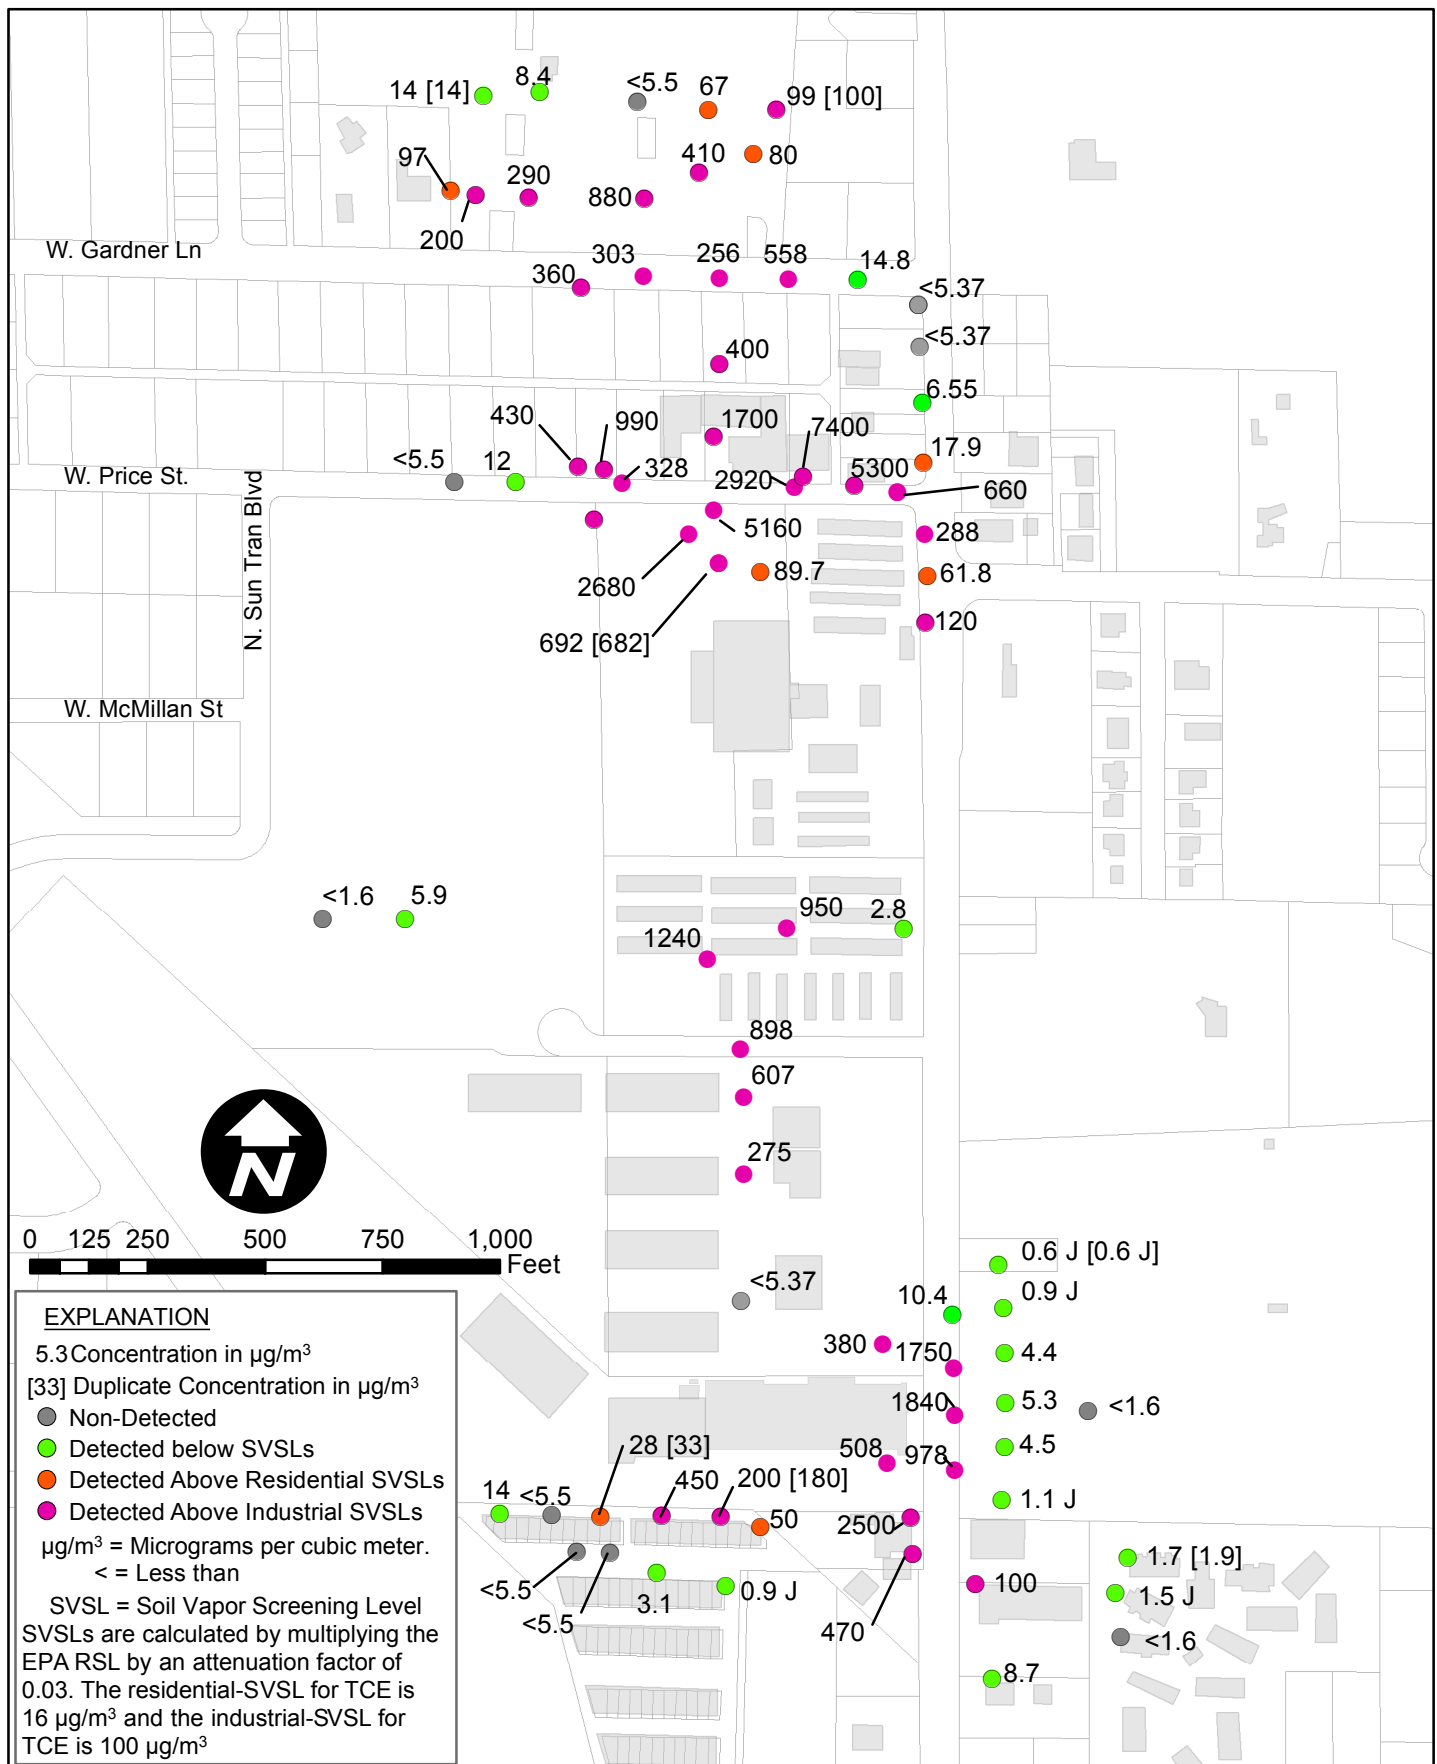 14 [14]
8.4
<5.5
67
99 [100]
97
200
290
880
410
80
W. Gardner Ln
360
303
256
558
14.8
<5.37
<5.37
400
6.55
430
990
1700
7400
17.9
<5.5
12
328
2920
5300
660
W. Price St.
N. Sun Tran Blvd
5160
288
2680
89.7
61.8
692 [682]
120
W. McMillan St
<1.6
5.9
950
2.8
1240
898
607
275
N
0 125 250 500 750 1,000
Feet
<5.37
10.4
0.6 J [0.6 J]
0.9 J
380
1750
4.4
1840
5.3
<1.6
508
978
4.5
28 [33]
450
200 [180]
14
<5.5
50
2500
1.1 J
<5.5
<5.5
3.1
0.9 J
470
100
1.7 [1.9]
1.5 J
<1.6
8.7
EXPLANATION
5.3 Concentration in µg/m³
[33] Duplicate Concentration in µg/m³
Non-Detected
Detected below SVSLs
Detected Above Residential SVSLs
Detected Above Industrial SVSLs
µg/m³ = Micrograms per cubic meter.
< = Less than
SVSL = Soil Vapor Screening Level
SVSLs are calculated by multiplying the
EPA RSL by an attenuation factor of
0.03. The residential-SVSL for TCE is
16 µg/m³ and the industrial-SVSL for
TCE is 100 µg/m³